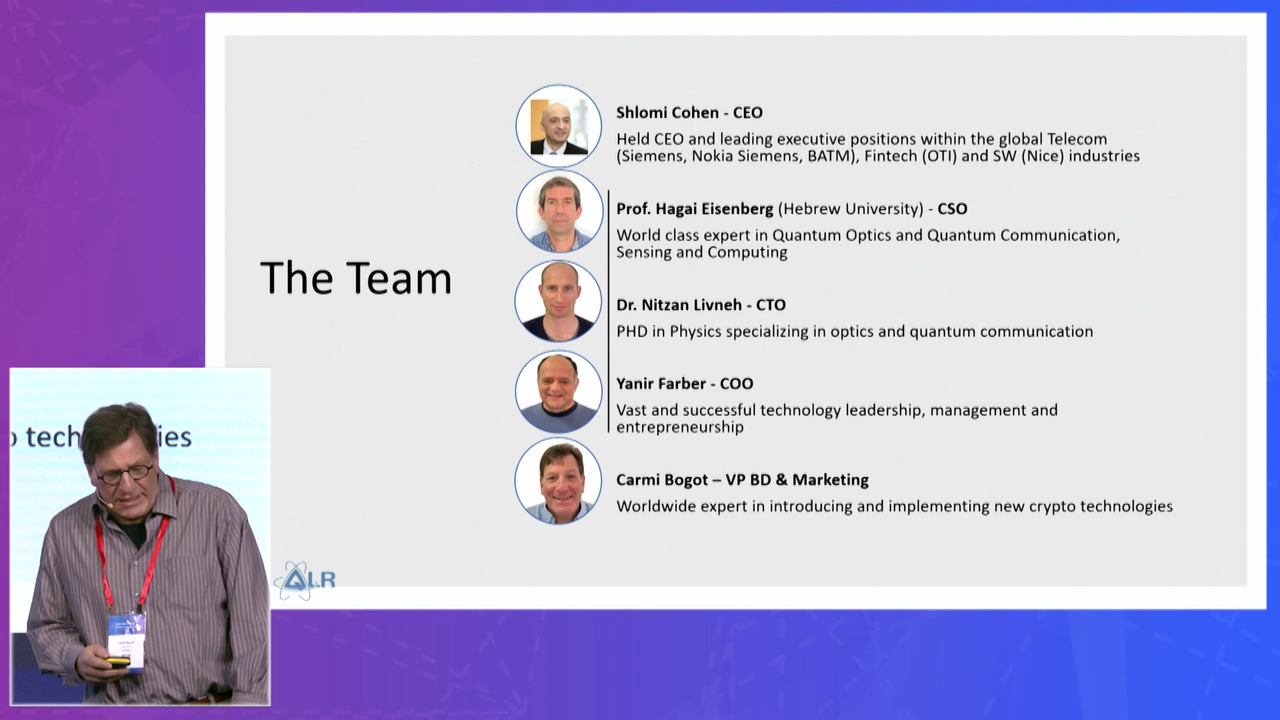 The Team
Shlomi Cohen - CEO
Held CEO and leading executive positions within the global Telecom
(Siemens, Nokia Siemens, BATM), Fintech (OTI) and SW (Nice) industries
Prof. Hagai Eisenberg (Hebrew University) - CSO
World class expert in Quantum Optics and Quantum Communication,
Sensing and Computing
Dr. Nitzan Livneh - CTO
PHD in Physics specializing in optics and quantum communication
Yanir Farber - COO
Vast and successful technology leadership, management and
entrepreneurship
Carmi Bogot – VP BD & Marketing
Worldwide expert in introducing and implementing new crypto technologies
QLR